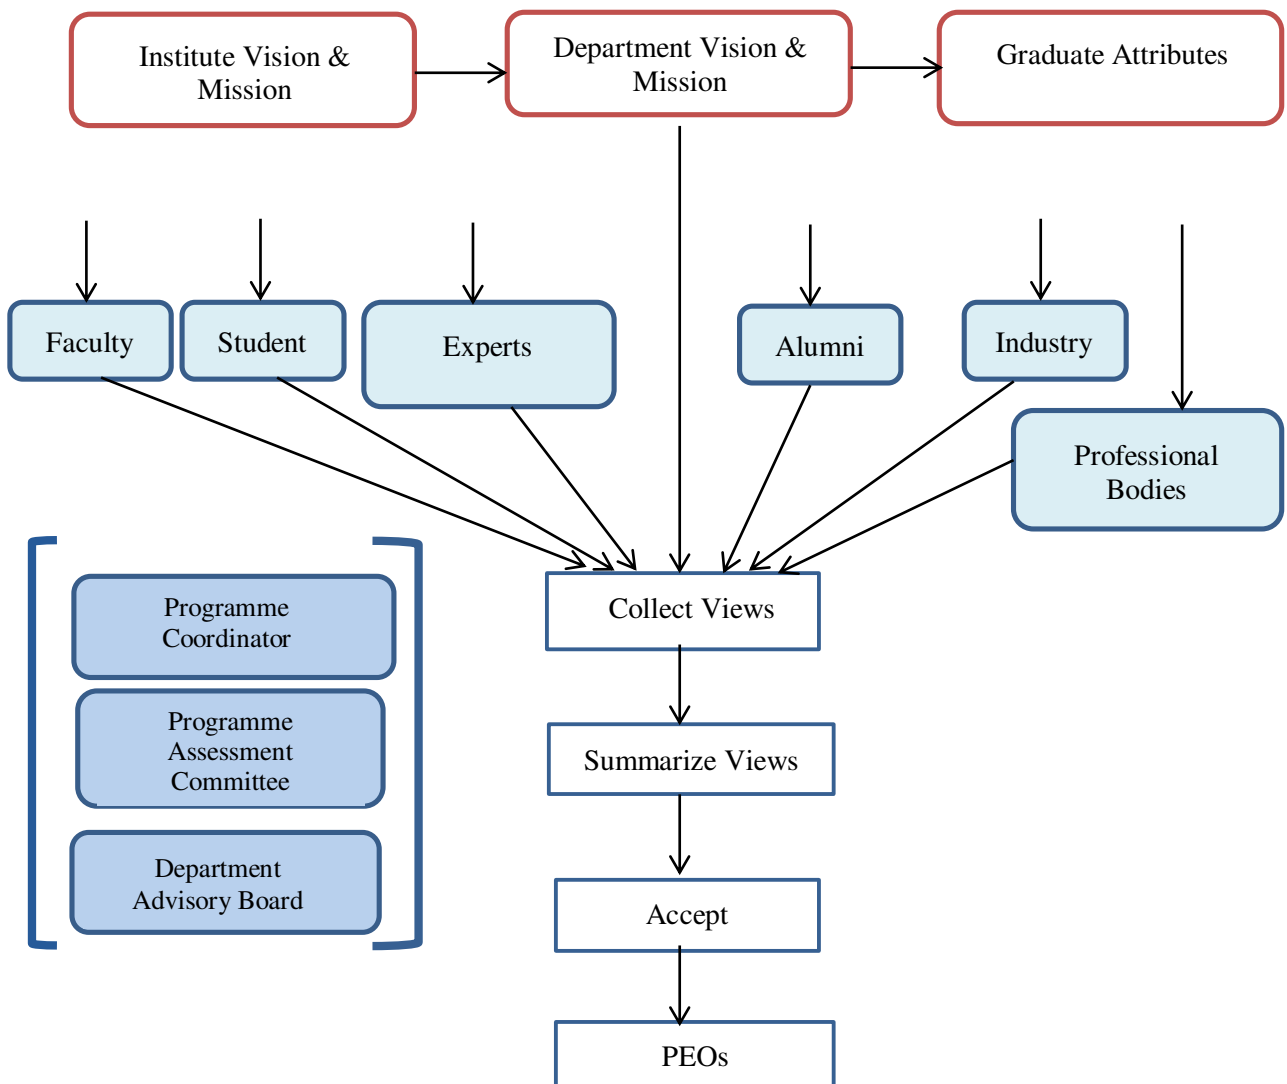 Institute Vision &
Mission
Department Vision &
Mission
Graduate Attributes
Faculty
Student
Experts
Alumni
Industry
Professional
Bodies
Programme
Coordinator
Programme
Assessment
Committee
Department
Advisory Board
Collect Views
Summarize Views
Accept
PEOs